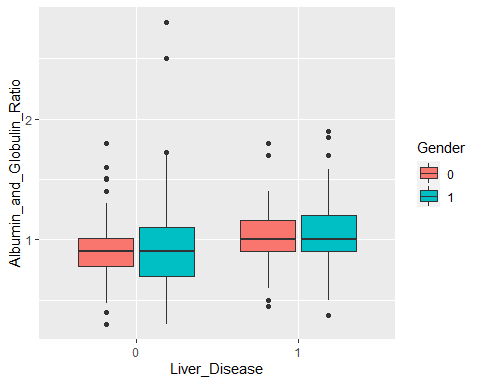 Albumin_and_Globulin_Ratio
2
1
0
1
Liver_Disease
Gender
0
1